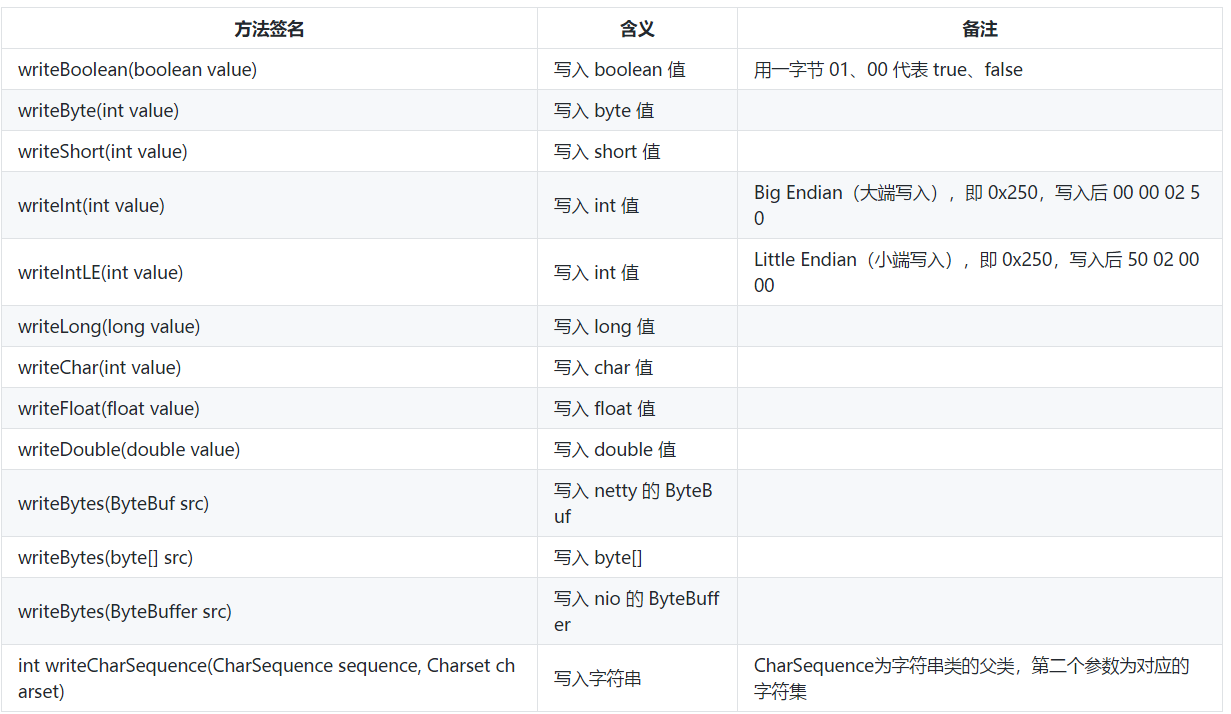 方法签名 含义 备注
writeBoolean(boolean value) 写入 boolean 值 用一字节 01、00 代表 true、false
writeByte(int value) 写入 byte 值
writeShort(int value) 写入 short 值
writeInt(int value) 写入 int 值 Big Endian（大端写入），即 0x250，写入后 00 00 02 5
0
writeIntLE(int value) 写入 int 值 Little Endian（小端写入），即 0x250，写入后 50 02 00
00
writeLong(long value) 写入 long 值
writeChar(int value) 写入 char 值
writeFloat(float value) 写入 float 值
writeDouble(double value) 写入 double 值
writeBytes(ByteBuf src) 写入 netty 的 ByteB
uf
writeBytes(byte[] src) 写入 byte[]
writeBytes(ByteBuffer src) 写入 nio 的 ByteBuff
er
int writeCharSequence(CharSequence sequence, Charset ch
arset)
写入字符串
CharSequence为字符串类的父类，第二个参数为对应的
字符集